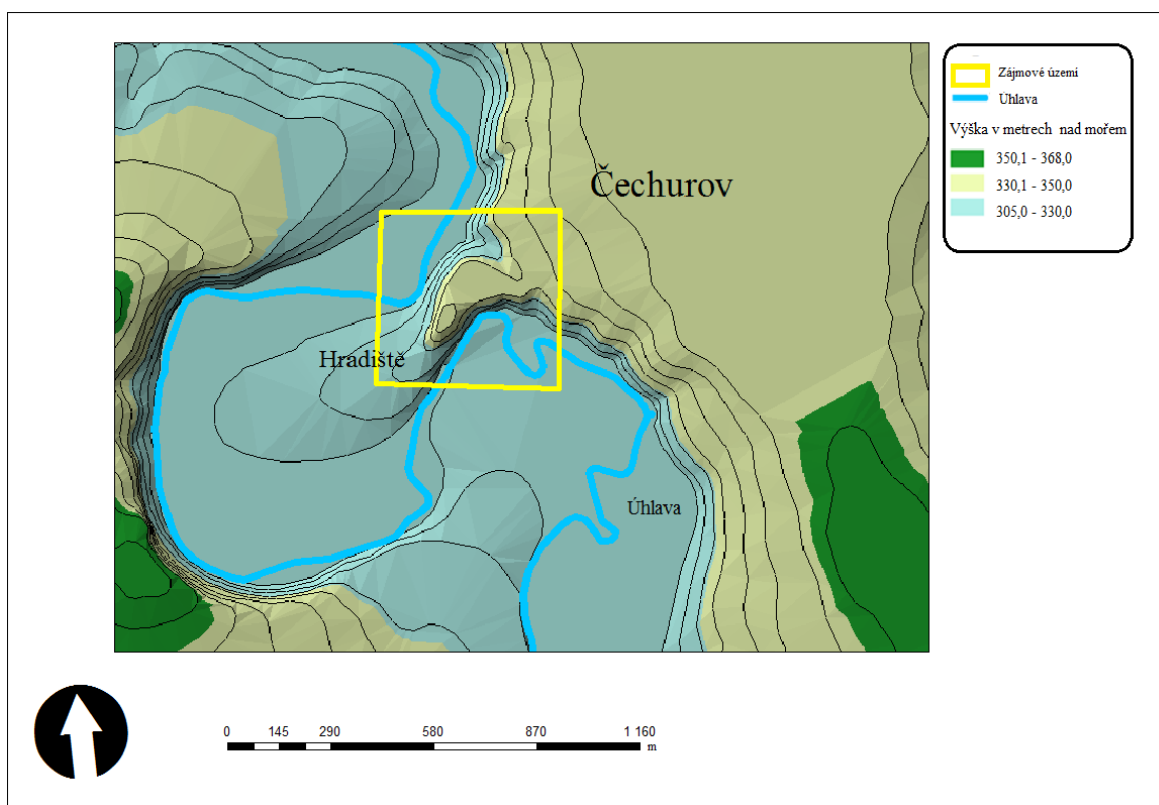 Zájmové území
Úhlava
Výška v metrech nad mořem
350,1 - 368,0
330,1 - 350,0
305,0 - 330,0
Čechurov
Hradiště
Úhlava
0 145 290 580 870 1 160
m